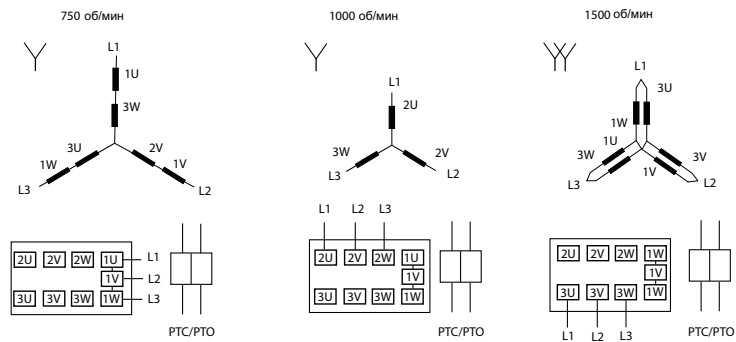 750 об/мин
L1
1U
3W
3U
2V
1W
1V
L3
L2
2U 2V 2W 1U L1
1V L2
3U 3V 3W 1W L3
PTC/PTO
1000 об/мин
L1
2U
3W
2V
L3
L2
L1 L2 L3
2U 2V 2W 1U
1V
3U 3V 3W 1W
PTC/PTO
1500 об/мин
L1
3U
1W
1U
3W
3V
1V
L3
L2
2U 2V 2W 1W
1V
3U 3V 3W 1W
L1 L2 L3
PTC/PTO